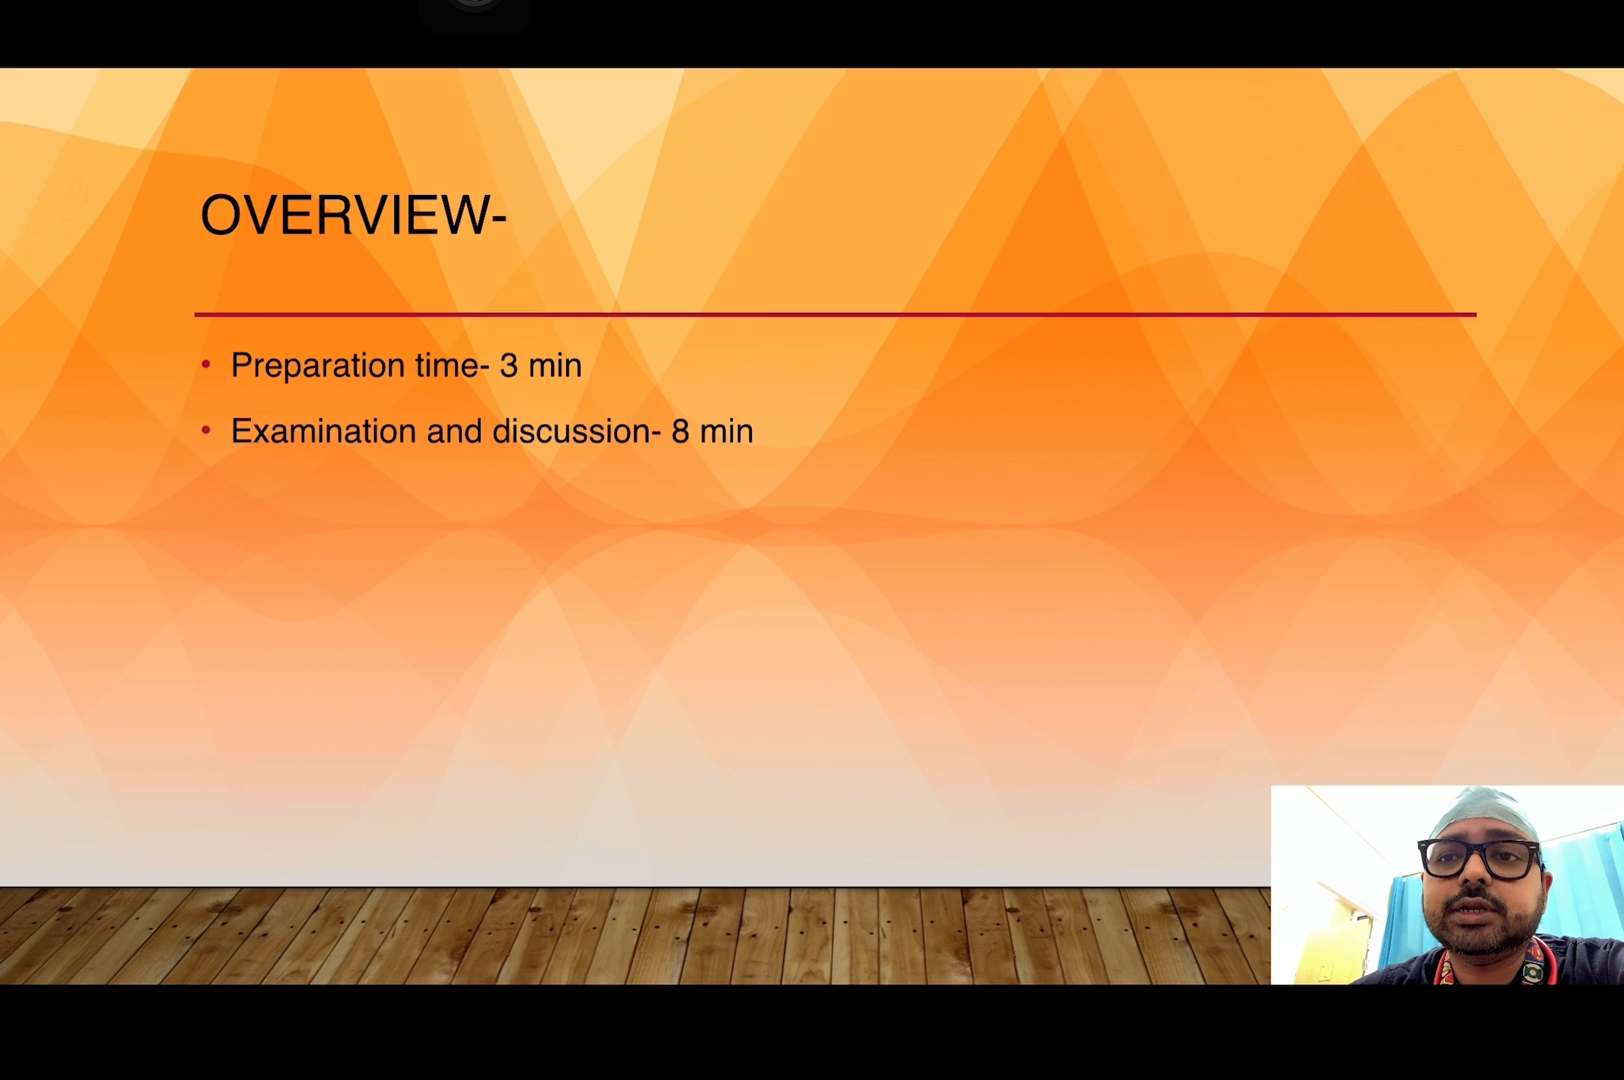 OVERVIEW-
• Preparation time- 3 min
• Examination and discussion- 8 min